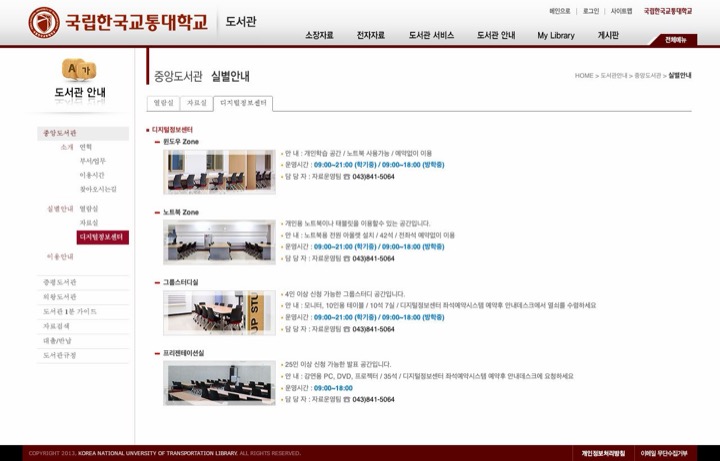 메인으로 | 로그인 | 사이트맵 국립한국교통대학교
국립한국교통대학교 도서관
소장자료 전자자료 도서관 서비스 도서관 안내 My Library 게시판
전체메뉴
가
도서관 안내
중앙도서관 실별안내
HOME > 도서관안내 > 중앙도서관 > 실별안내
열람실 자료실 디지털정보센터
중앙도서관
소개 연혁
부서/업무
이용시간
찾아오시는길
실별안내 열람실
자료실
디지털정보센터
이용안내
증평도서관
의왕도서관
도서관 1분 가이드
자료검색
대출/반납
도서관규정
디지털정보센터
윈도우 Zone
안 내 : 개인학습 공간 / 노트북 사용가능 / 예약없이 이용
운영시간 : 09:00~21:00 (학기중) / 09:00~18:00 (방학중)
담 당 자 : 자료운영팀 ☎ 043)841-5064
노트북 Zone
개인용 노트북이나 태블릿을 이용할수 있는 공간입니다.
안 내 : 노트북용 전원 아울렛 설치 / 42석 / 전좌석 예약없이 이용
운영시간 : 09:00~21:00 (학기중) / 09:00~18:00 (방학중)
담 당 자 : 자료운영팀 ☎ 043)841-5064
그룹스터디실
4인 이상 신청 가능한 그룹스터디 공간입니다.
안 내 : 모니터, 10인용 테이블 / 10석 7실 / 디지털정보센터 좌석예약시스템 예약후 안내데스크에서 열쇠를 수령하세요
운영시간 : 09:00~21:00 (학기중) / 09:00~18:00 (방학중)
담 당 자 : 자료운영팀 ☎ 043)841-5064
프리젠테이션실
25인 이상 신청 가능한 발표 공간입니다.
안 내 : 강연용 PC, DVD, 프로젝터 / 35석 / 디지털정보센터 좌석예약시스템 예약후 안내데스크에 요청하세요
운영시간 : 09:00~18:00
담 당 자 : 자료운영팀 ☎ 043)841-5064
COPYRIGHT 2013. KOREA NATIONAL UNVERSITY OF TRANSPORTATION LIBRARY. ALL RIGHTS RESERVED.
개인정보처리방침 이메일 무단수집거부